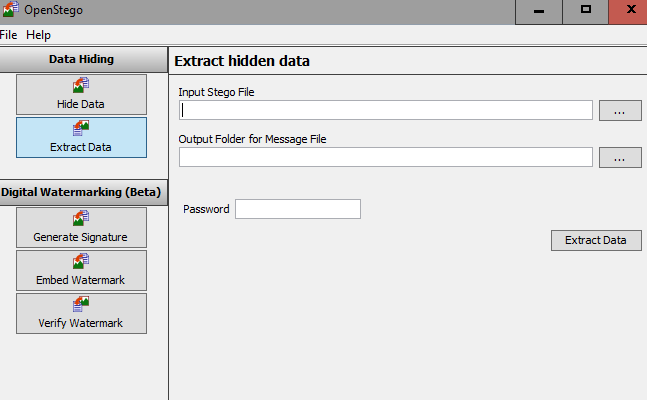 OpenStego
File Help
Data Hiding
Hide Data
Extract Data
Digital Watermarking (Beta)
Generate Signature
Embed Watermark
Verify Watermark
Extract hidden data
Input Stego File
...
Output Folder for Message File
...
Password
Extract Data